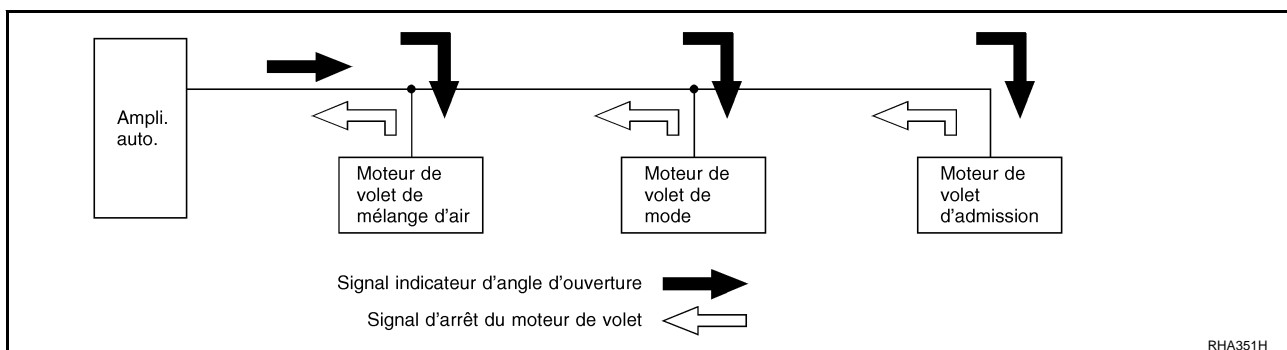 Ampli.
auto.
Moteur de
volet de
mélange d'air
Moteur de
volet de
mode
Moteur de
volet
d'admission
Signal indicateur d'angle d'ouverture
Signal d'arrêt du moteur de volet
RHA351H